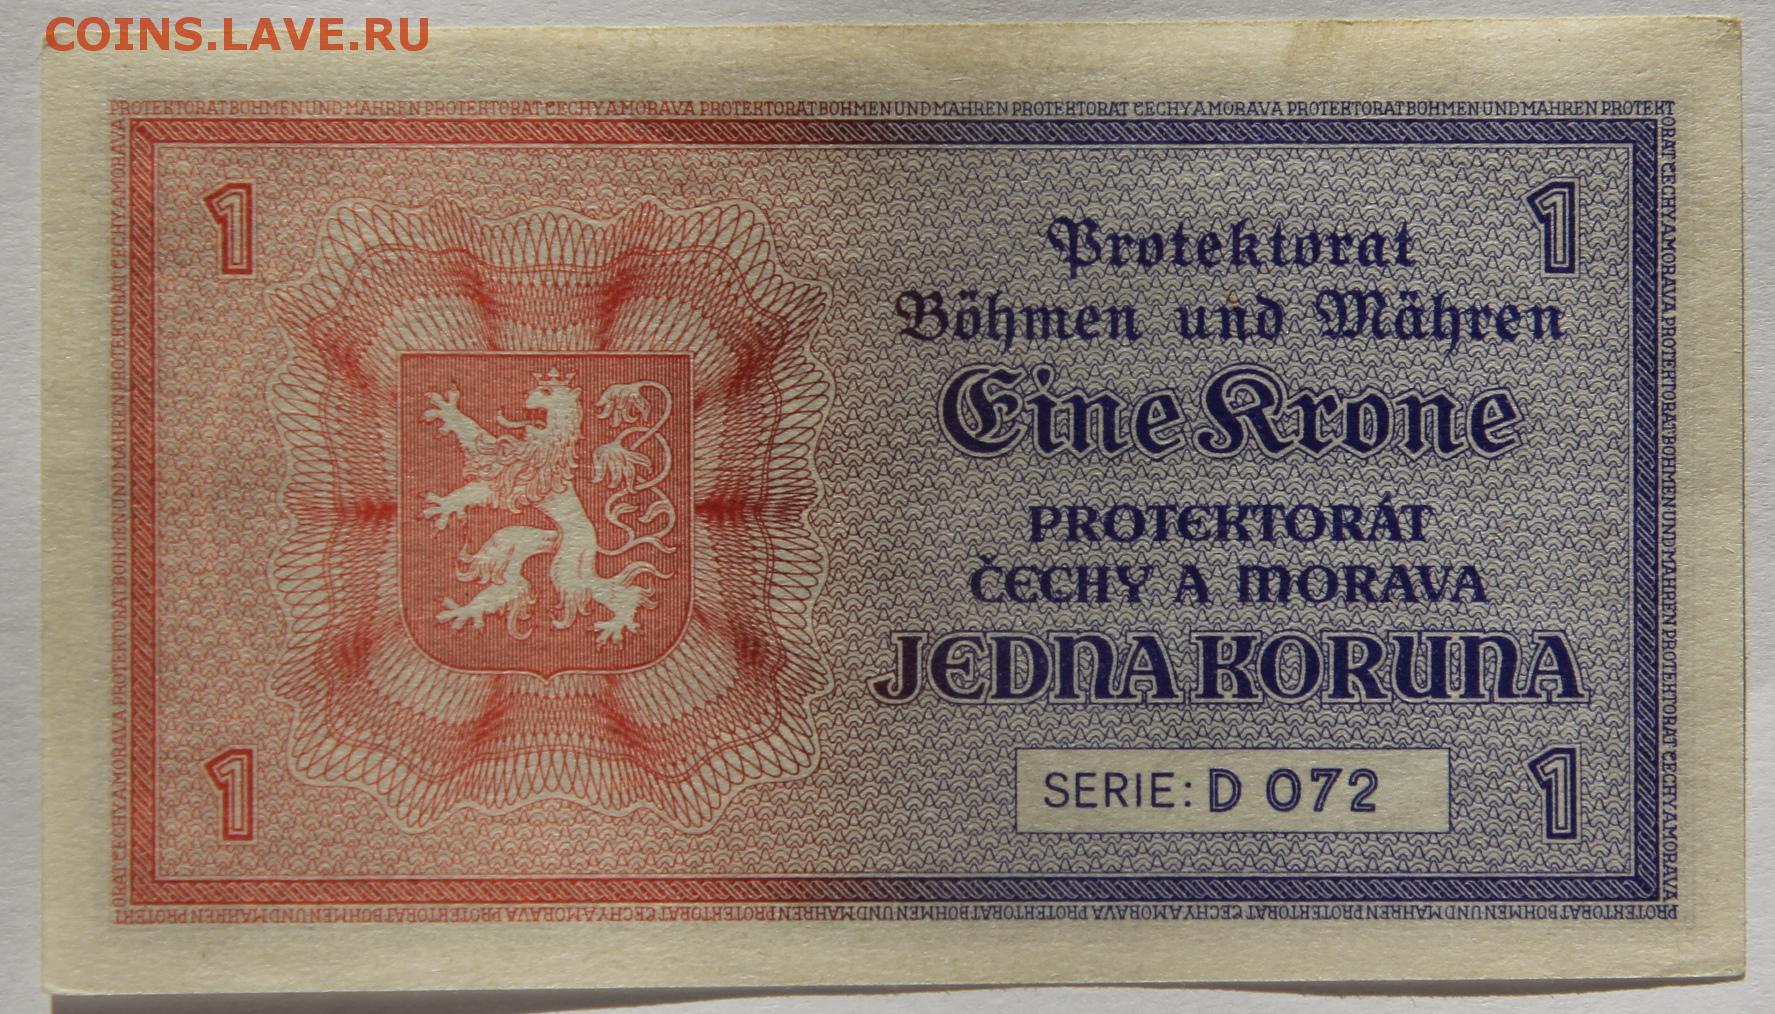 COINS.LAVE.RU
PROTEKTORAT BÖHMEN UND MÄHREN PROTEKTORÁT ČECHY A MORAVA PROTEKTORAT BÖHMEN UND MÄHREN PROTEKTORÁT ČECHY A MORAVA PROTEKTORAT BÖHMEN UND MÄHREN PROTEKT
1
1
Protektorat
Böhmen und Mähren
Eine Krone
PROTEKTORÁT
ČECHY A MORAVA
JEDNA KORUNA
SERIE: D 072
1
1